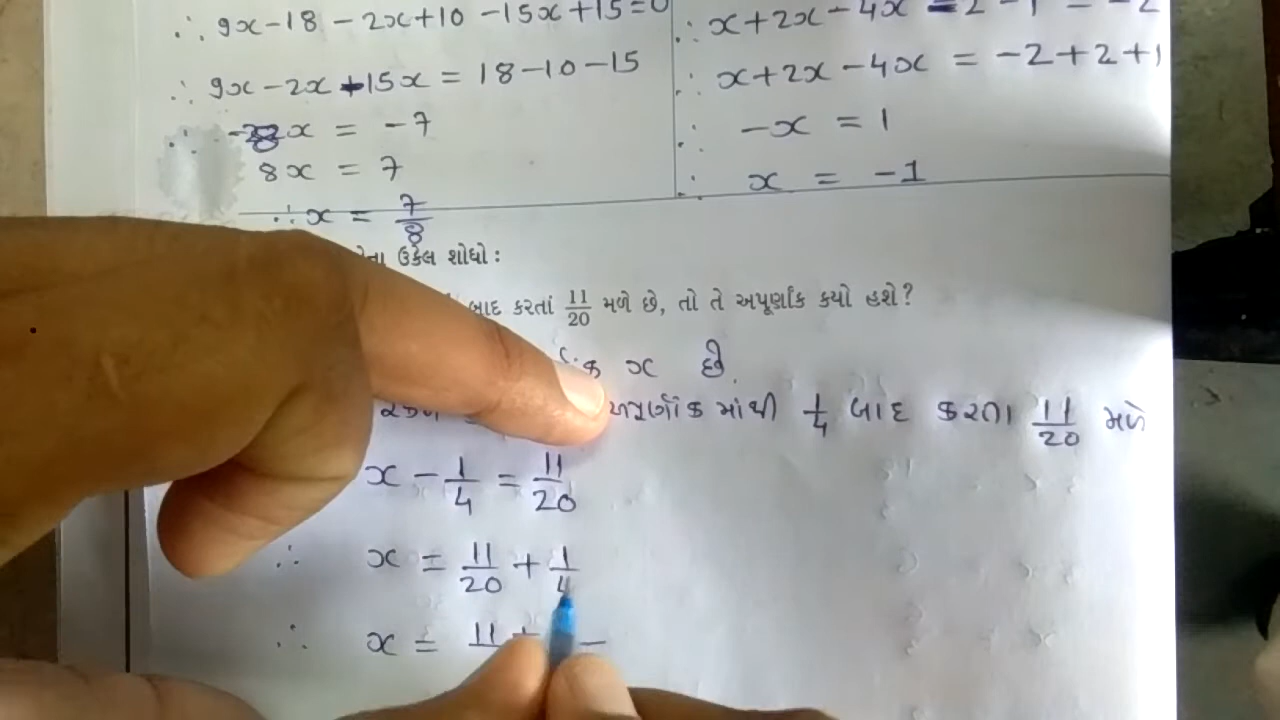 ∴ 9x-18-2x+10-15x+15=0
∴ 9x-2x-15x = 18-10-15
-8x = -7
8x = 7
∴ x = 7/8
∴ x+2x-4x-2-1=-2
∴ x+2x-4x = -2+2+1
∴ -x = 1
∴ x = -1
ઉકેલ શોધો:
બાદ કરતાં 11/20 મળે છે, તો તે અપૂર્ણાંક કયો હશે?
x છે.
અપૂર્ણાંક માંથી 1/4 બાદ કરતા 11/20 મળે
x - 1/4 = 11/20
∴ x = 11/20 + 1/4
∴ x = 11 +